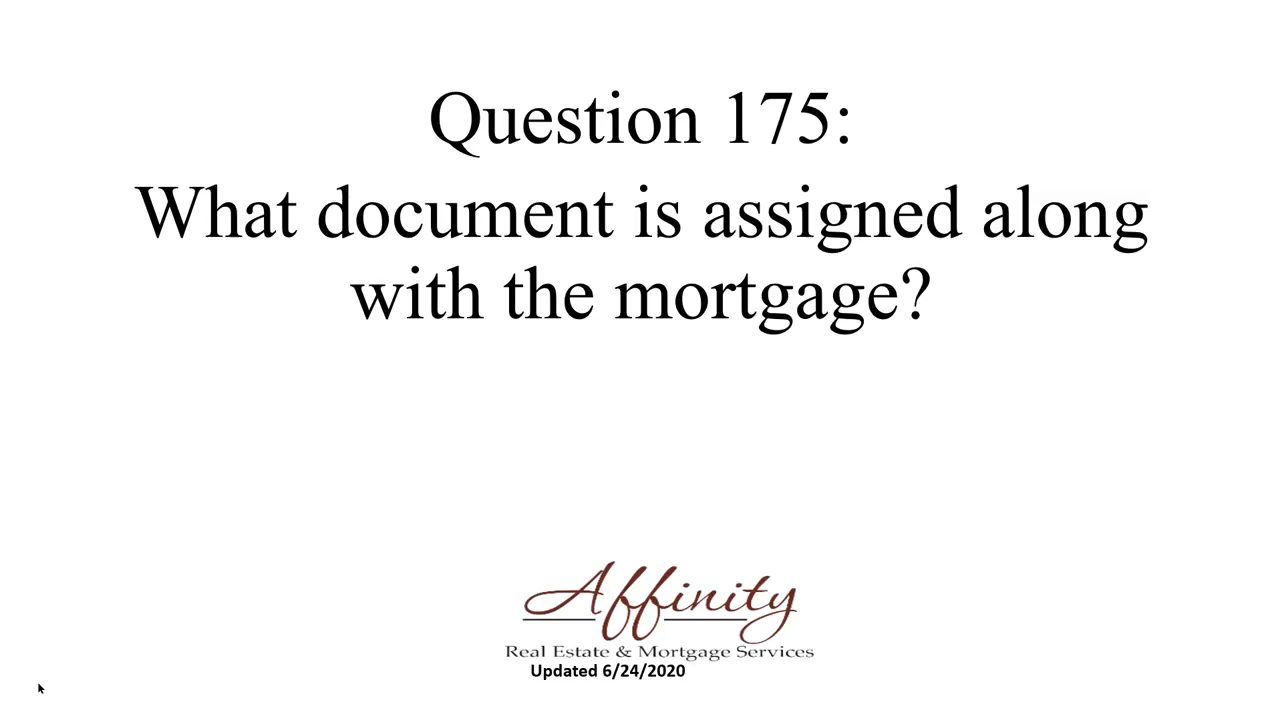 Question 175:
What document is assigned along
with the mortgage?
Affinity
Real Estate & Mortgage Services
Updated 6/24/2020